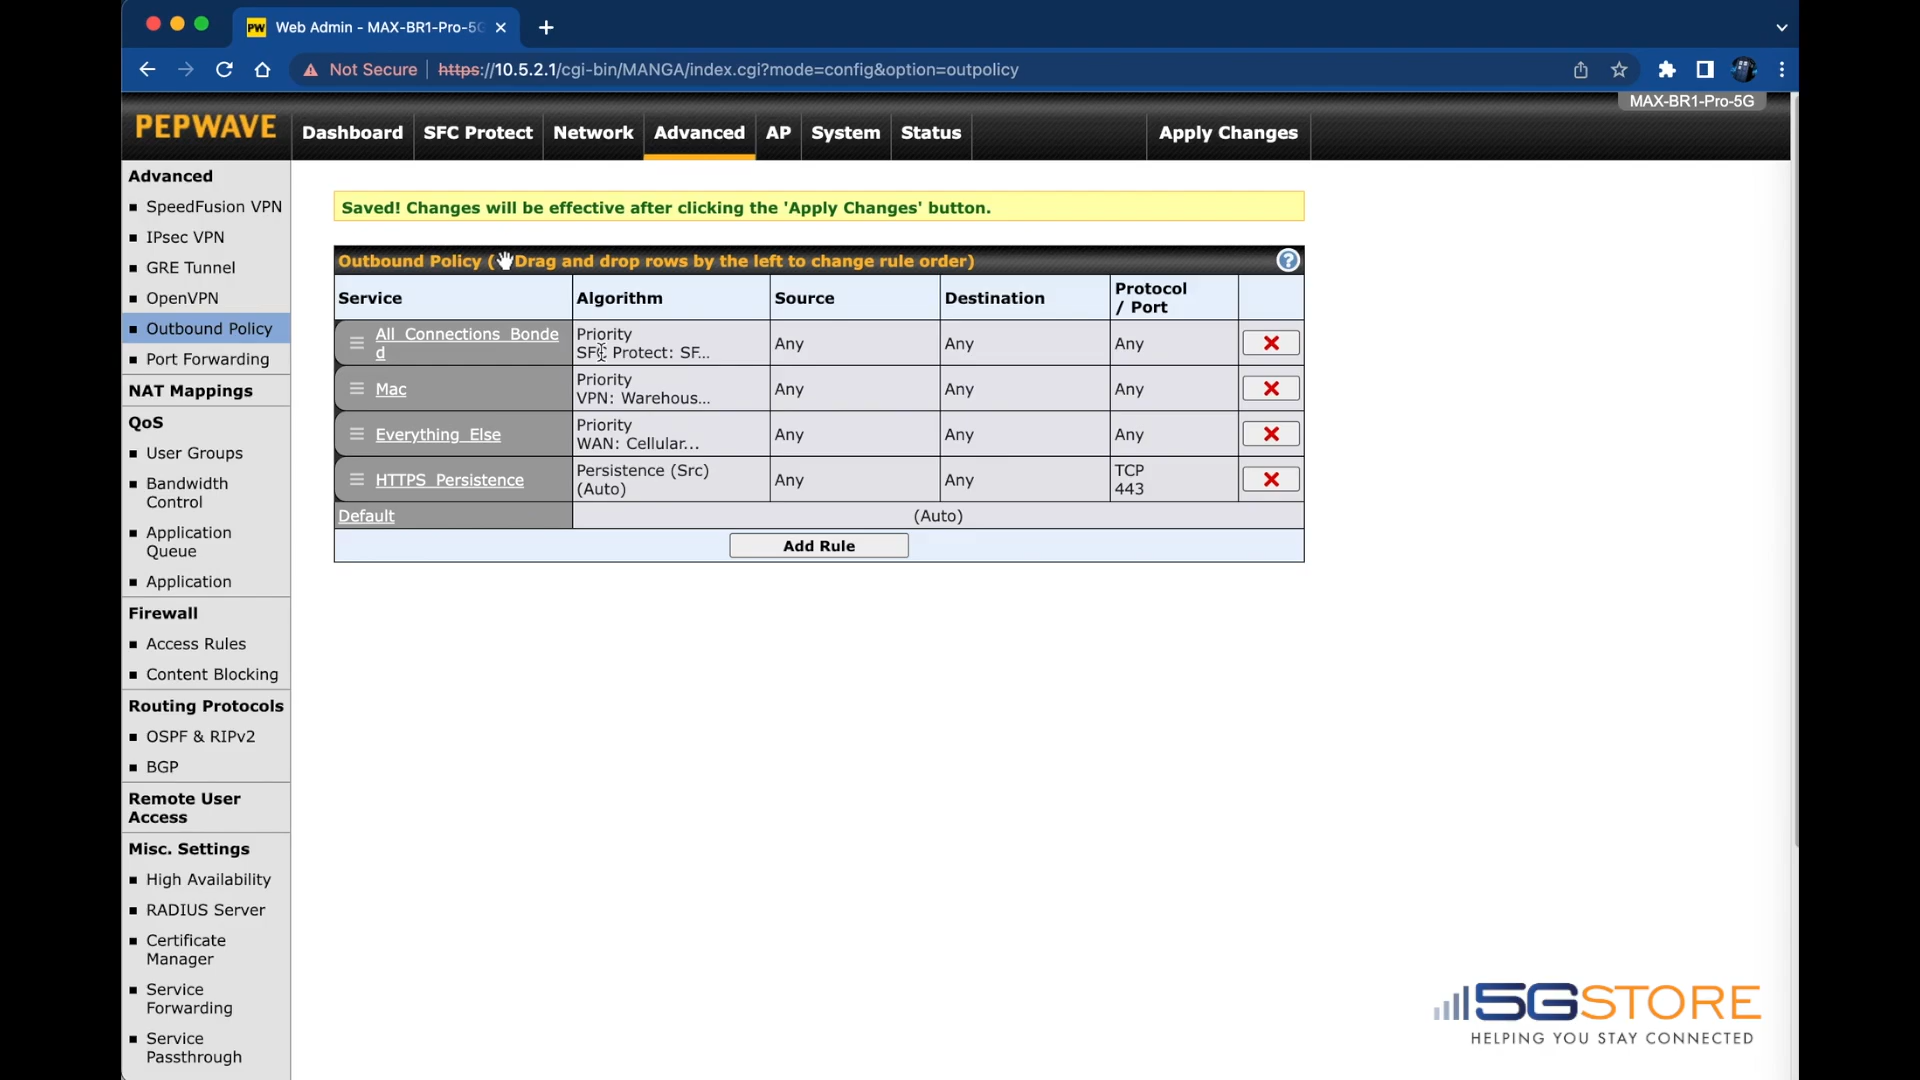 PW Web Admin - MAX-BR1-Pro-5G
Not Secure https://10.5.2.1/cgi-bin/MANGA/index.cgi?mode=config&option=outpolicy
MAX-BR1-Pro-5G
PEPWAVE Dashboard SFC Protect Network Advanced AP System Status Apply Changes
Advanced
SpeedFusion VPN
IPsec VPN
GRE Tunnel
OpenVPN
Outbound Policy
Port Forwarding
NAT Mappings
QoS
User Groups
Bandwidth
Control
Application
Queue
Application
Firewall
Access Rules
Content Blocking
Routing Protocols
OSPF & RIPv2
BGP
Remote User
Access
Misc. Settings
High Availability
RADIUS Server
Certificate
Manager
Service
Forwarding
Service
Passthrough
Saved! Changes will be effective after clicking the 'Apply Changes' button.
Outbound Policy (Drag and drop rows by the left to change rule order) ?
Service Algorithm Source Destination Protocol
/ Port
All_Connections_Bonde
d
Priority
SFC Protect: SF...
Any Any Any
Mac
Priority
VPN: Warehous...
Any Any Any
Everything_Else
Priority
WAN: Cellular...
Any Any Any
HTTPS_Persistence
Persistence (Src)
(Auto)
Any Any
TCP
443
Default (Auto)
Add Rule
5GSTORE
HELPING YOU STAY CONNECTED